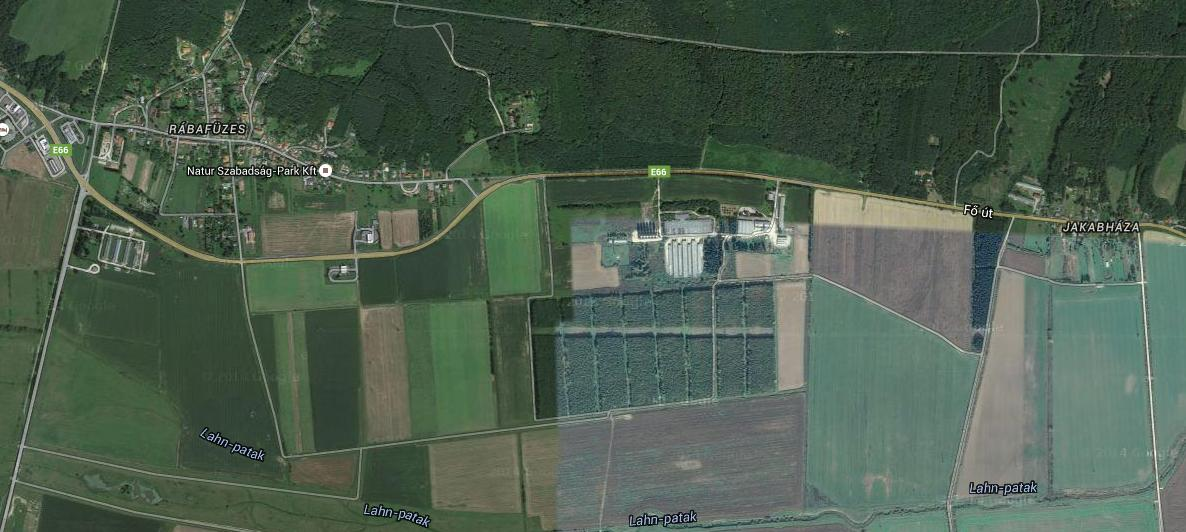 RÁBAFÜZES
E66
Natur Szabadság-Park Kft
E66
Fő út
JAKABHÁZA
Lahn-patak
Lahn-patak
Lahn-patak
Lahn-patak